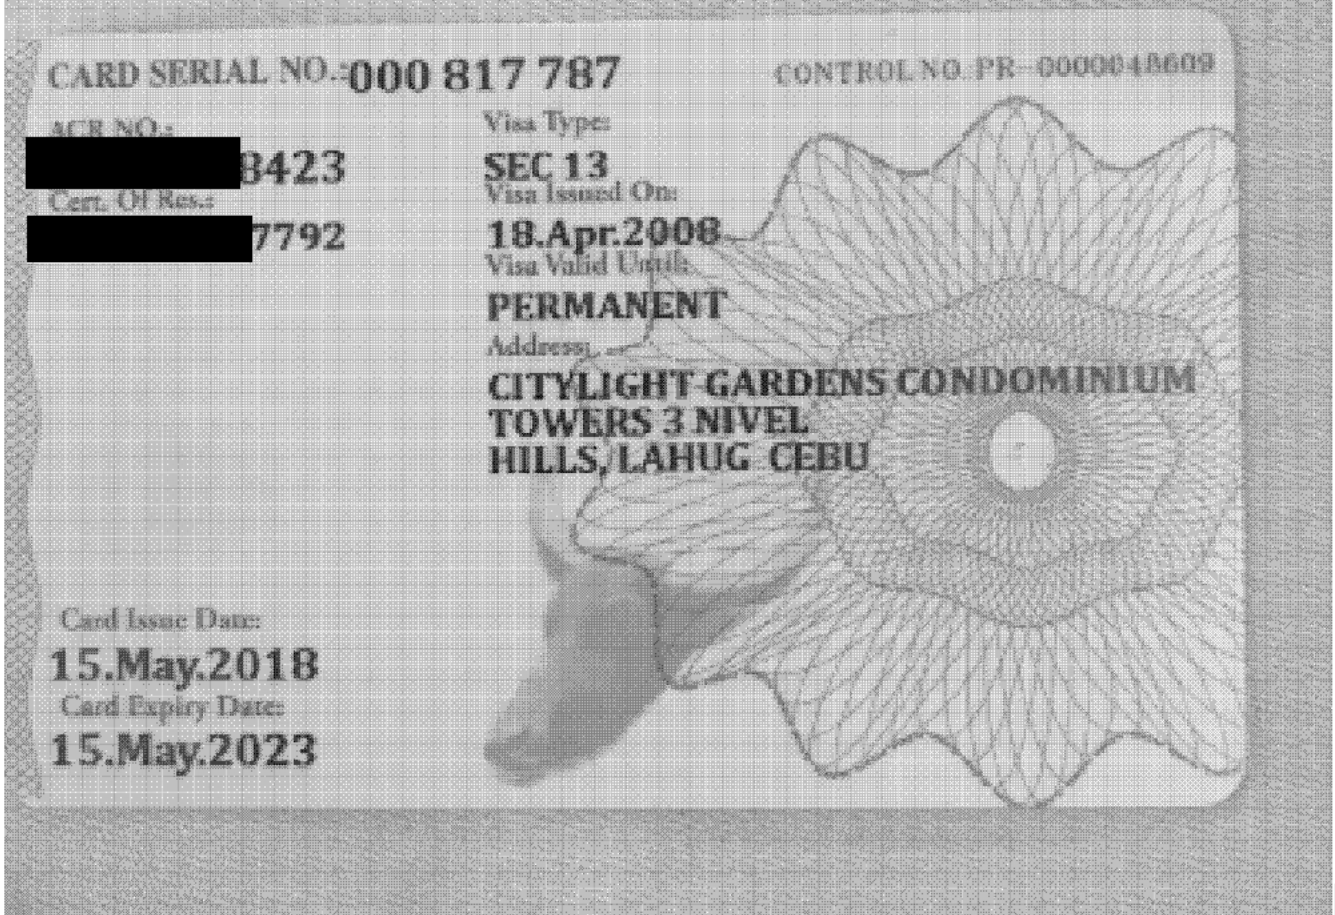 CARD SERIAL NO.: 000 817 787
CONTROL NO. PR-
ACR NO.:
8423
Cert. Of Res.:
7792
Visa Type:
SEC 13
Visa Issued On:
18.Apr.2008
Visa Valid Until:
PERMANENT
Address:
CITYLIGHT GARDENS CONDOMINIUM
TOWERS 3 NIVEL
HILLS, LAHUG CEBU
Card Issue Date:
15.May.2018
Card Expiry Date:
15.May.2023